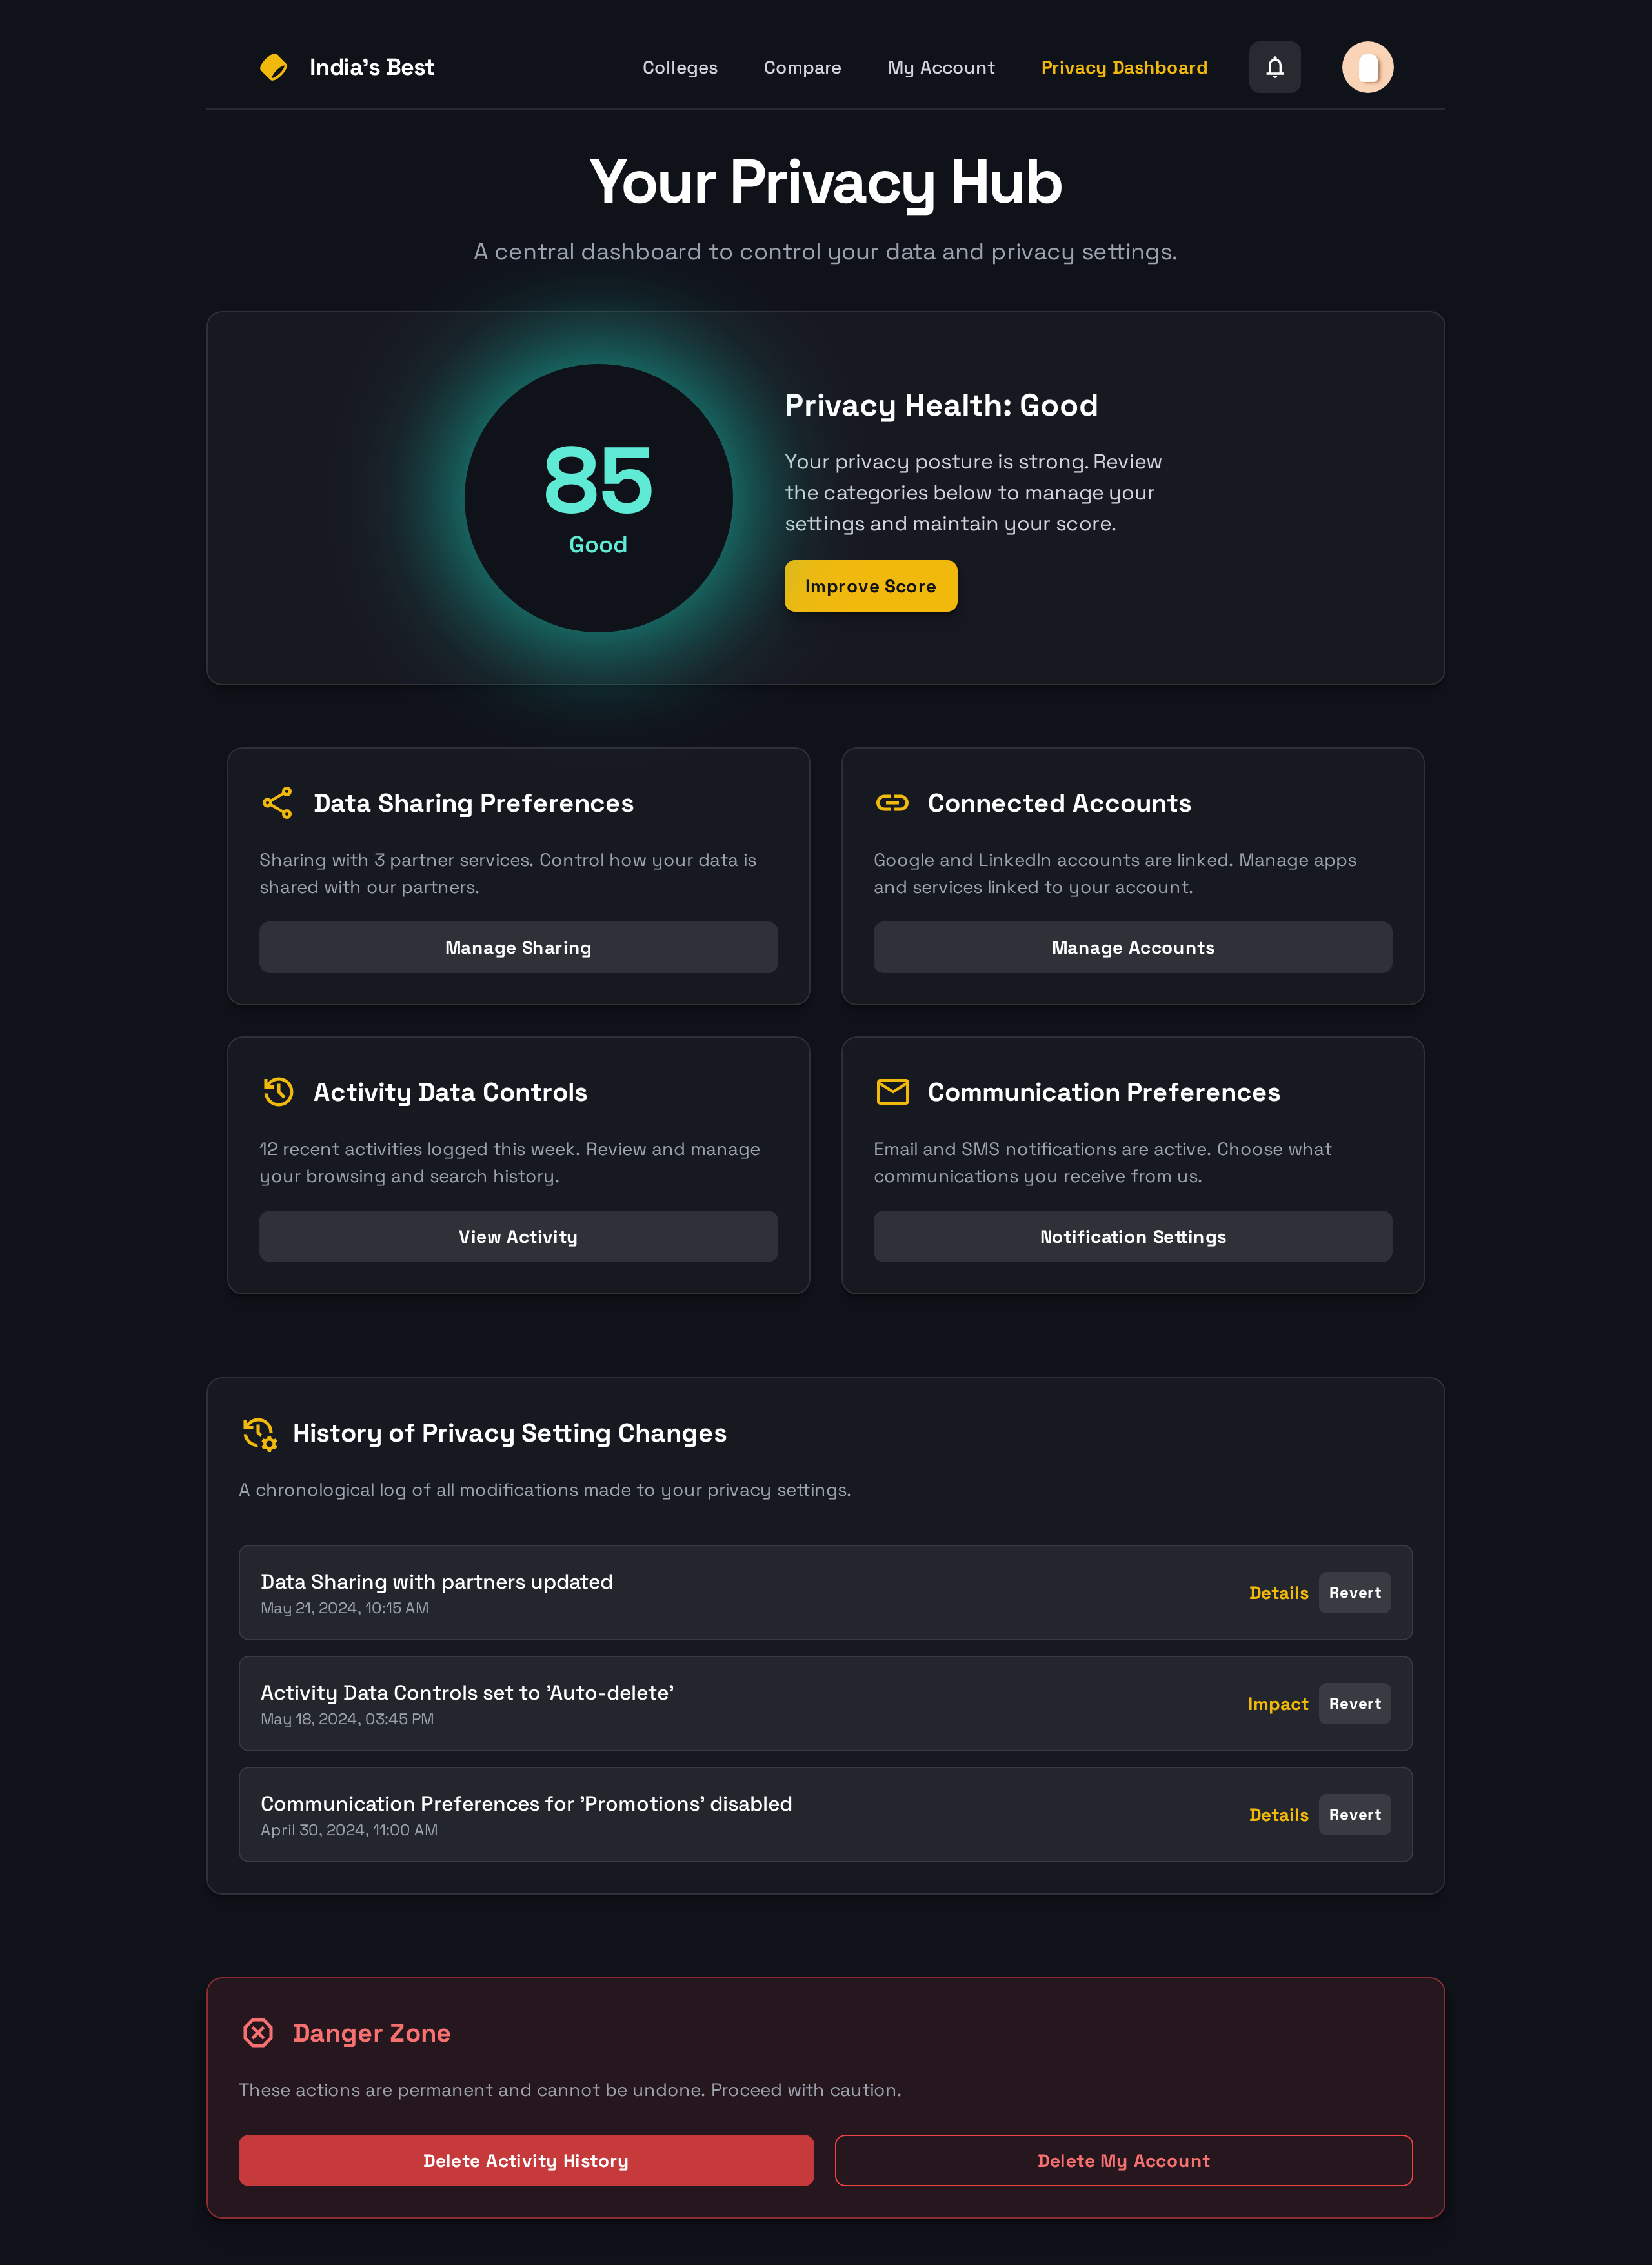 India's Best
Colleges
Compare
My Account
Privacy Dashboard
Your Privacy Hub
A central dashboard to control your data and privacy settings.
85
Good
Privacy Health: Good
Your privacy posture is strong. Review
the categories below to manage your
settings and maintain your score.
Improve Score
Data Sharing Preferences
Sharing with 3 partner services. Control how your data is
shared with our partners.
Manage Sharing
Connected Accounts
Google and LinkedIn accounts are linked. Manage apps
and services linked to your account.
Manage Accounts
Activity Data Controls
12 recent activities logged this week. Review and manage
your browsing and search history.
View Activity
Communication Preferences
Email and SMS notifications are active. Choose what
communications you receive from us.
Notification Settings
History of Privacy Setting Changes
A chronological log of all modifications made to your privacy settings.
Data Sharing with partners updated
May 21, 2024, 10:15 AM
Details
Revert
Activity Data Controls set to 'Auto-delete'
May 18, 2024, 03:45 PM
Impact
Revert
Communication Preferences for 'Promotions' disabled
April 30, 2024, 11:00 AM
Details
Revert
Danger Zone
These actions are permanent and cannot be undone. Proceed with caution.
Delete Activity History
Delete My Account